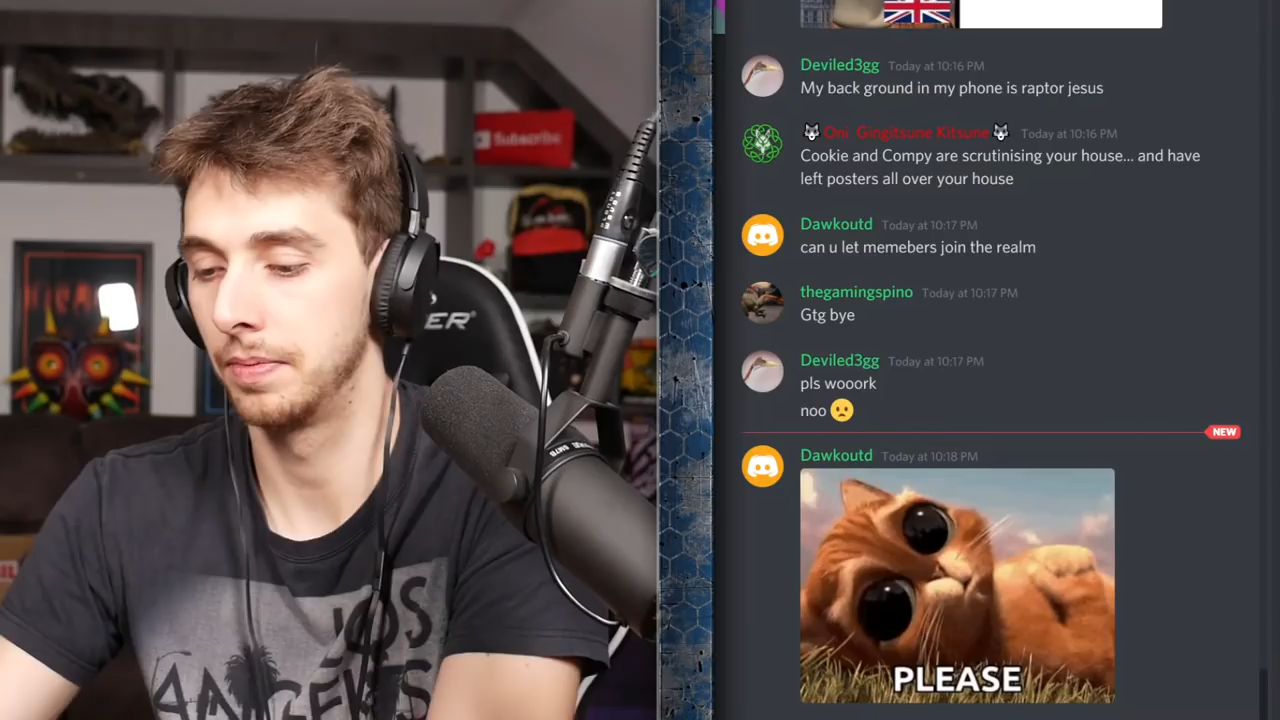 Subscribe
ER
LOS
ANGELES
Deviled3gg Today at 10:16 PM
My back ground in my phone is raptor jesus
Oni Gingitsune Kitsune Today at 10:16 PM
Cookie and Compy are scrutinising your house... and have
left posters all over your house
Dawkoutd Today at 10:17 PM
can u let memebers join the realm
thegamingspino Today at 10:17 PM
Gtg bye
Deviled3gg Today at 10:17 PM
pls wooork
noo 😦
NEW
Dawkoutd Today at 10:18 PM
PLEASE